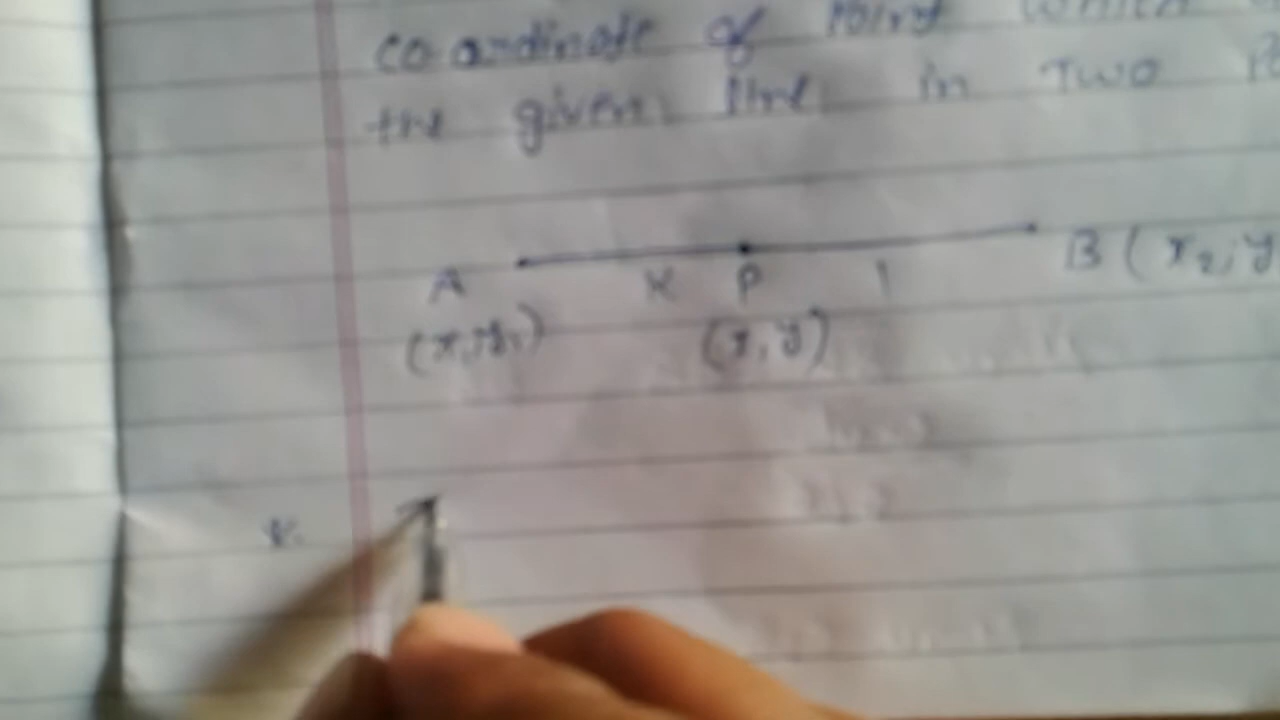 co-ordinate of Point which
the given line in Two
A K P 1 B (x₂, y
(x₁, y₁) (x, y)